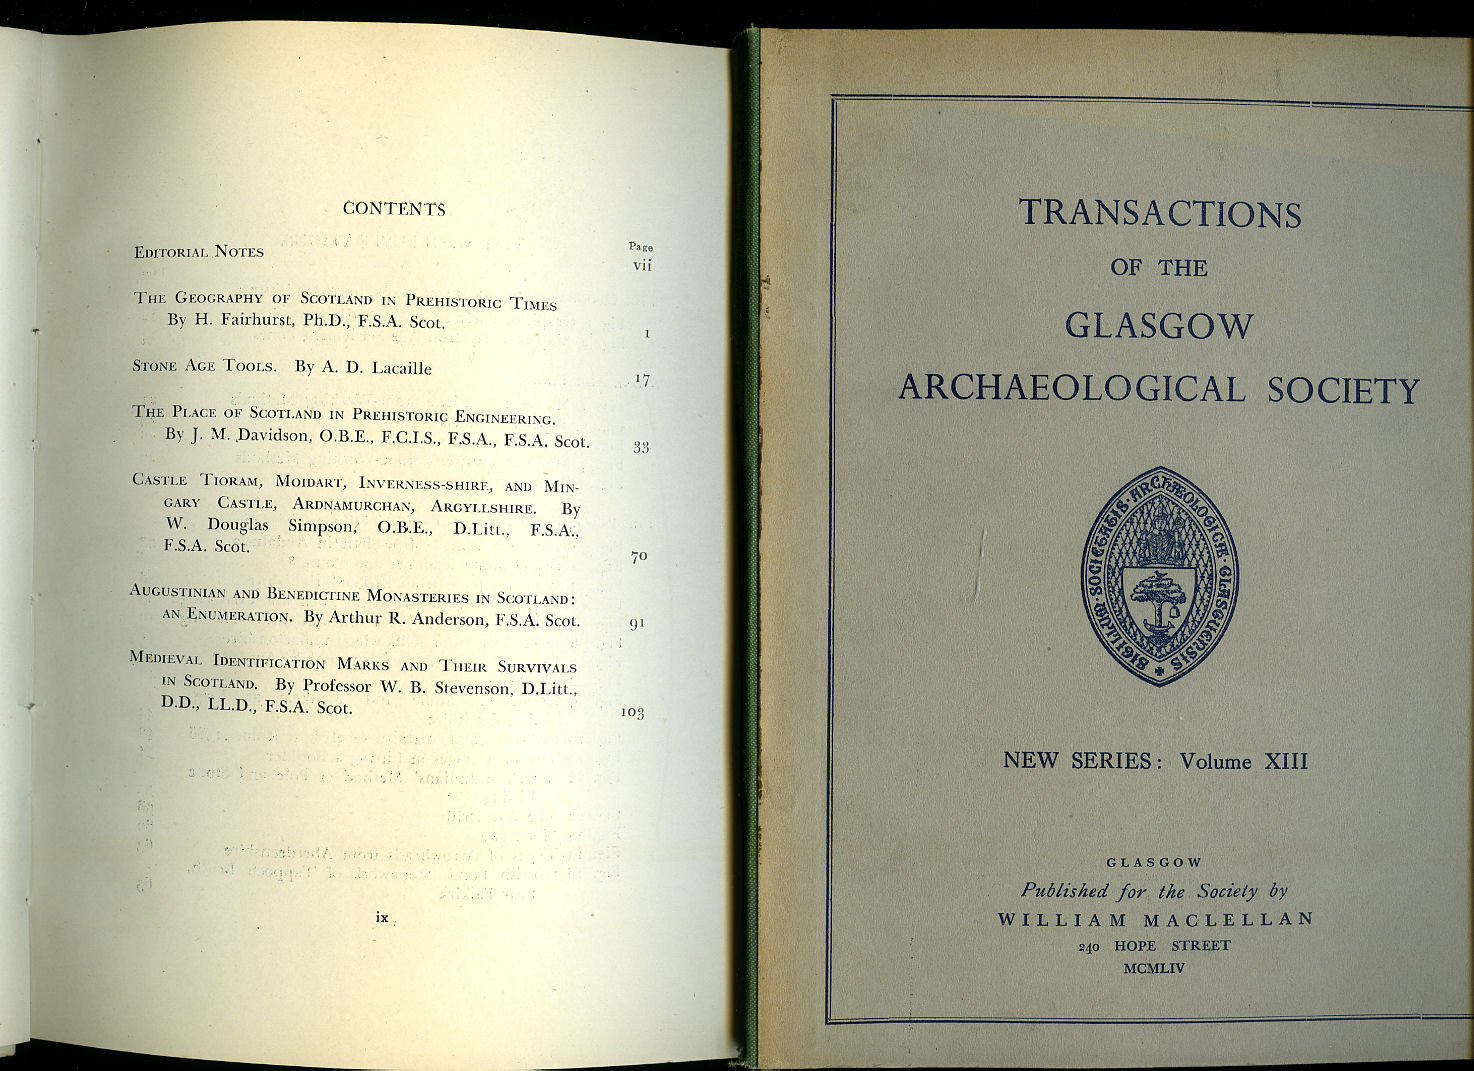 CONTENTS
EDITORIAL NOTES
Page
vii
THE GEOGRAPHY OF SCOTLAND IN PREHISTORIC TIMES
By H. Fairhurst, Ph.D., F.S.A. Scot.
1
STONE AGE TOOLS. By A. D. Lacaille
17
THE PLACE OF SCOTLAND IN PREHISTORIC ENGINEERING.
By J. M. Davidson, O.B.E., F.C.I.S., F.S.A., F.S.A. Scot.
33
CASTLE TIORAM, MOIDART, INVERNESS-SHIRE, AND MIN-
GARY CASTLE, ARDNAMURCHAN, ARGYLLSHIRE. By
W. Douglas Simpson, O.B.E., D.Litt., F.S.A.,
F.S.A. Scot.
70
AUGUSTINIAN AND BENEDICTINE MONASTERIES IN SCOTLAND:
AN ENUMERATION. By Arthur R. Anderson, F.S.A. Scot.
91
MEDIEVAL IDENTIFICATION MARKS AND THEIR SURVIVALS
IN SCOTLAND. By Professor W. B. Stevenson, D.Litt.,
D.D., LL.D., F.S.A. Scot.
103
ix
TRANSACTIONS
OF THE
GLASGOW
ARCHAEOLOGICAL SOCIETY
SIGILLUM · SOCIETATIS · ARCHÆOLOGICÆ · GLASGUENSIS
NEW SERIES: Volume XIII
GLASGOW
Published for the Society by
WILLIAM MACLELLAN
240 HOPE STREET
MCMLIV